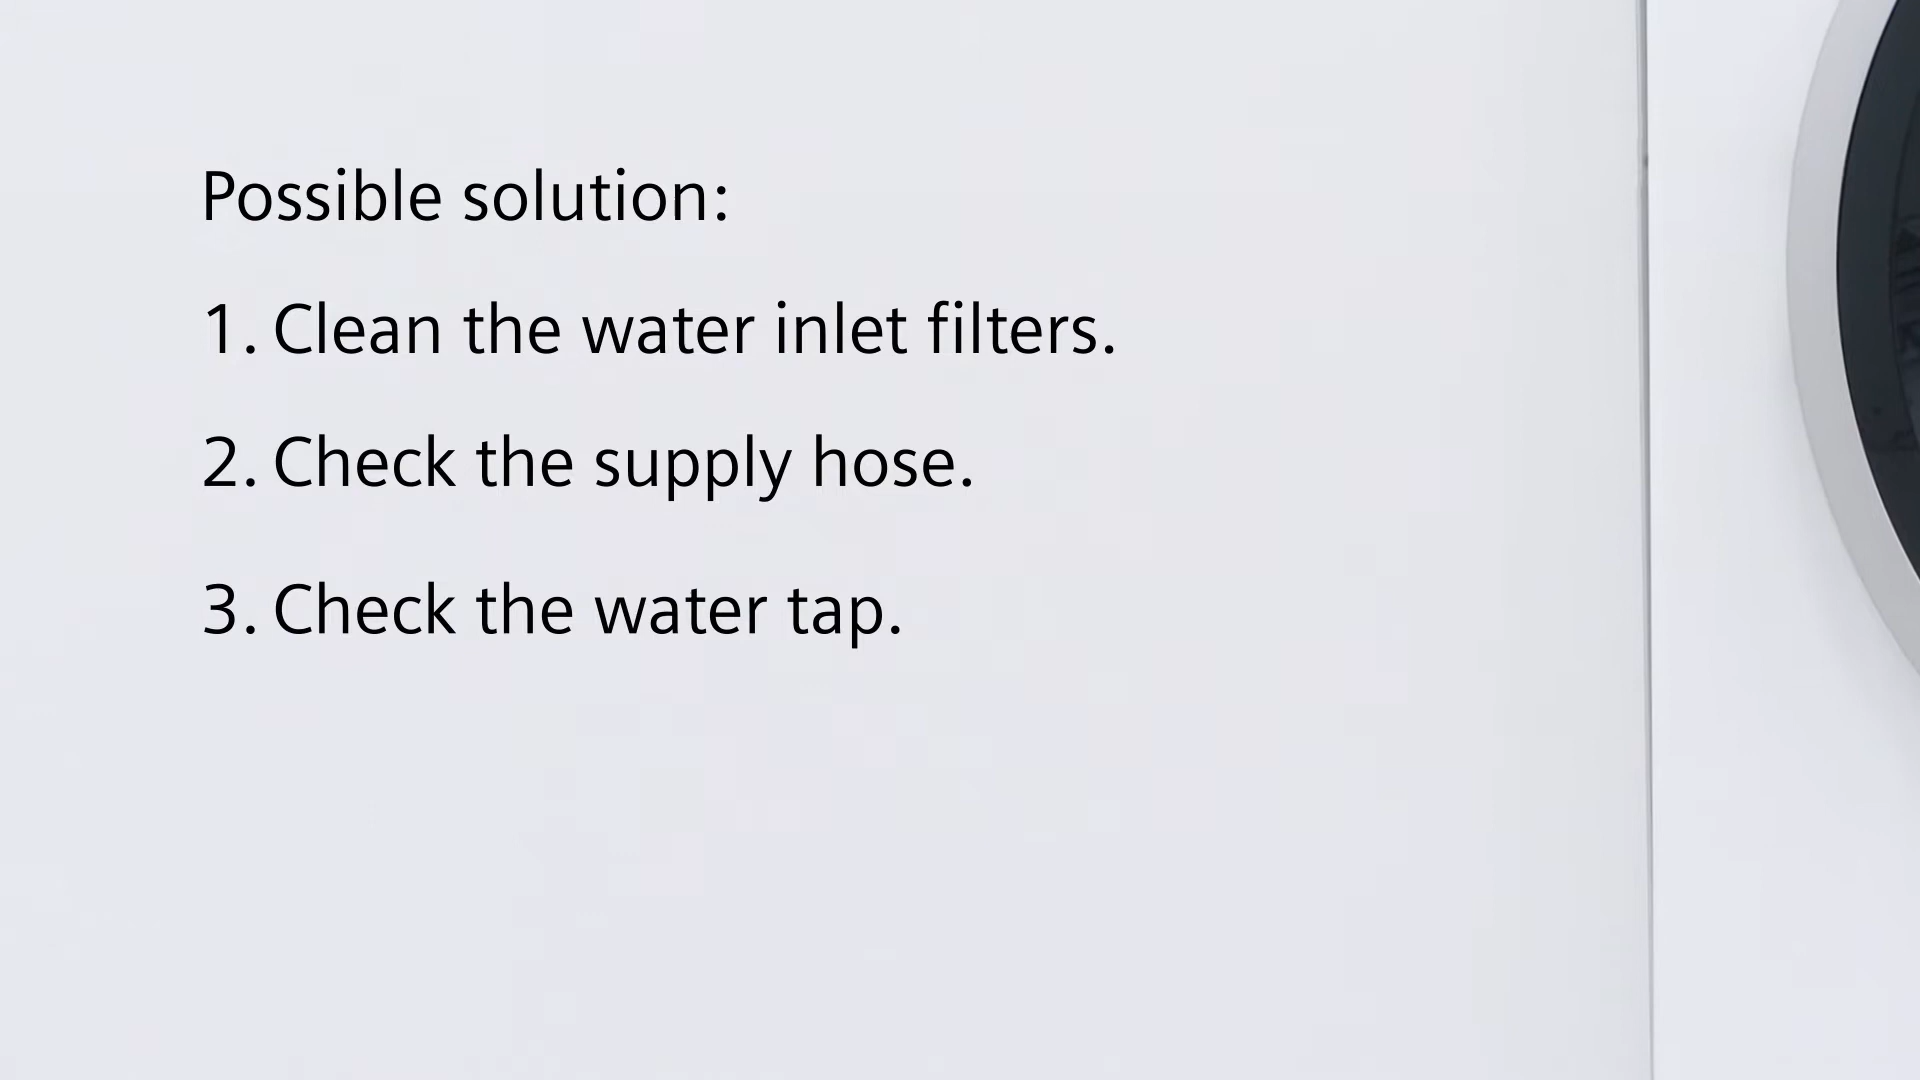 Possible solution:
1. Clean the water inlet filters.
2. Check the supply hose.
3. Check the water tap.